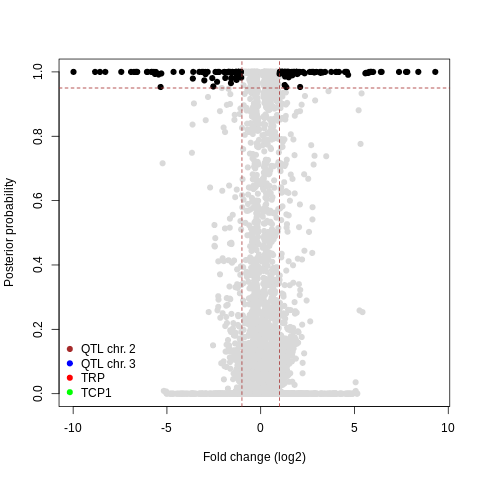 1.0
0.8
0.6
0.4
0.2
0.0
Posterior probability
QTL chr. 2
QTL chr. 3
TRP
TCP1
-10 -5 0 5 10
Fold change (log2)